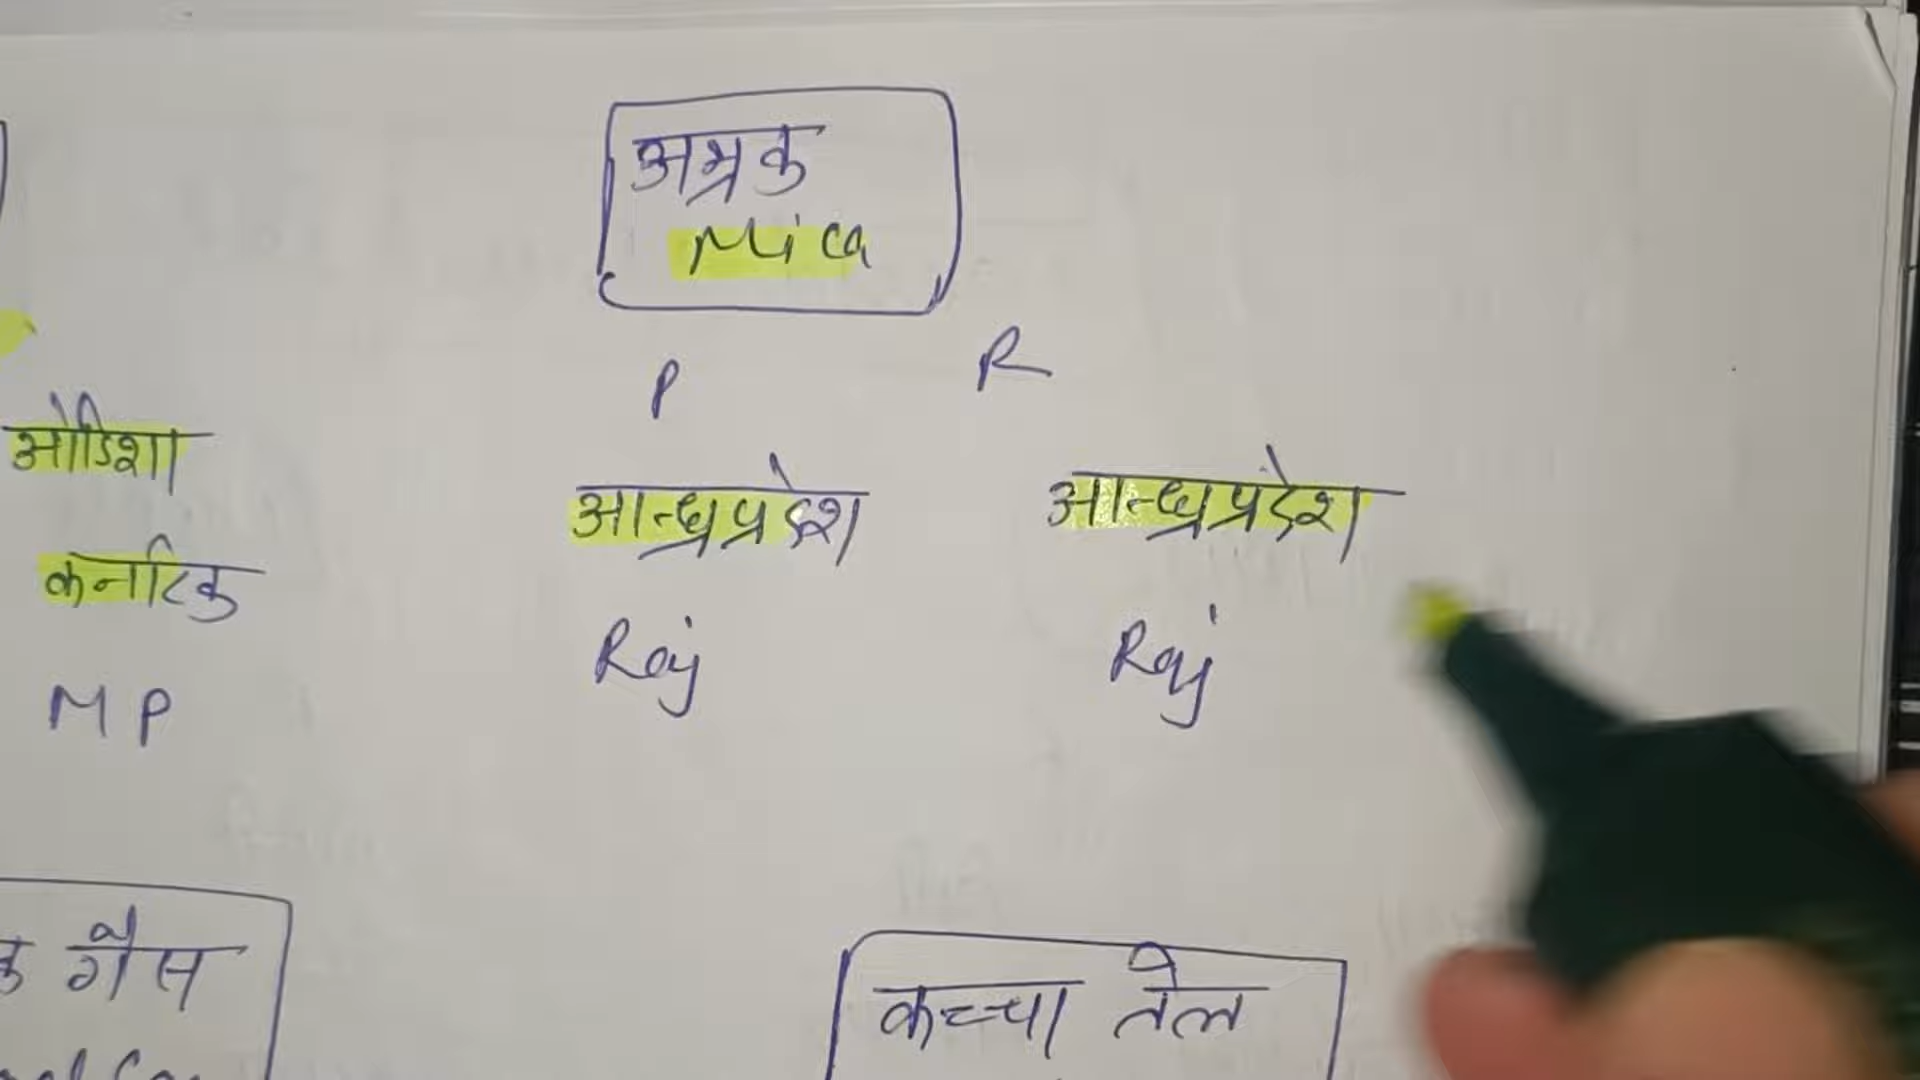 अभ्रक
Mica
P R
ओडिशा
आन्ध्रप्रदेश आन्ध्रप्रदेश
कर्नाटक
Raj Raj
MP
गैस
कच्चा तेल